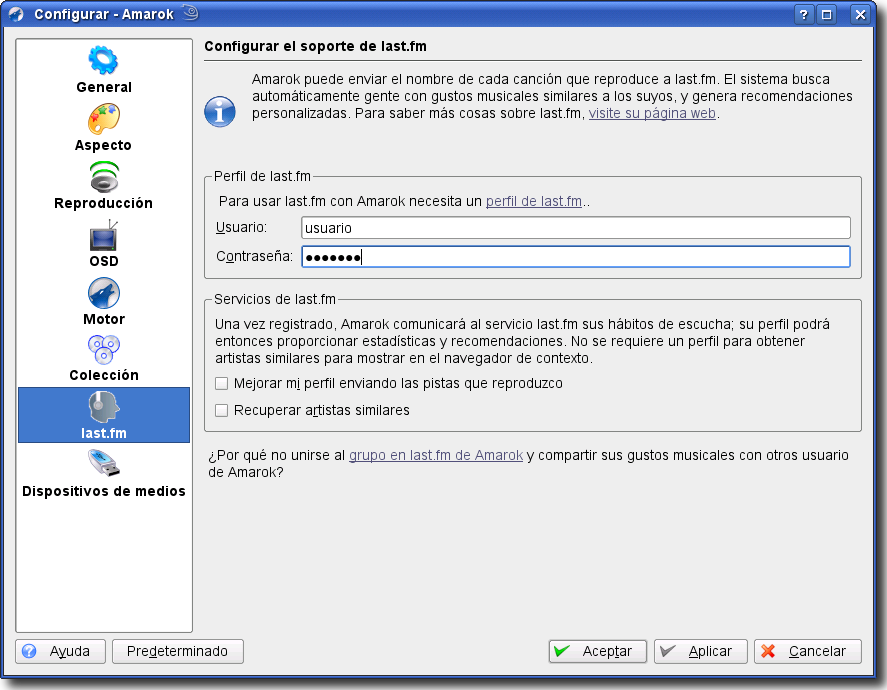 Configurar - Amarok
?
General
Aspecto
Reproducción
OSD
Motor
Colección
last.fm
Dispositivos de medios
Configurar el soporte de last.fm
Amarok puede enviar el nombre de cada canción que reproduce a last.fm. El sistema busca
automáticamente gente con gustos musicales similares a los suyos, y genera recomendaciones
personalizadas. Para saber más cosas sobre last.fm, visite su página web.
Perfil de last.fm
Para usar last.fm con Amarok necesita un perfil de last.fm..
Usuario: usuario
Contraseña: ●●●●●●●
Servicios de last.fm
Una vez registrado, Amarok comunicará al servicio last.fm sus hábitos de escucha; su perfil podrá
entonces proporcionar estadísticas y recomendaciones. No se requiere un perfil para obtener
artistas similares para mostrar en el navegador de contexto.
Mejorar mi perfil enviando las pistas que reproduzco
Recuperar artistas similares
¿Por qué no unirse al grupo en last.fm de Amarok y compartir sus gustos musicales con otros usuario
de Amarok?
Ayuda Predeterminado Aceptar Aplicar Cancelar